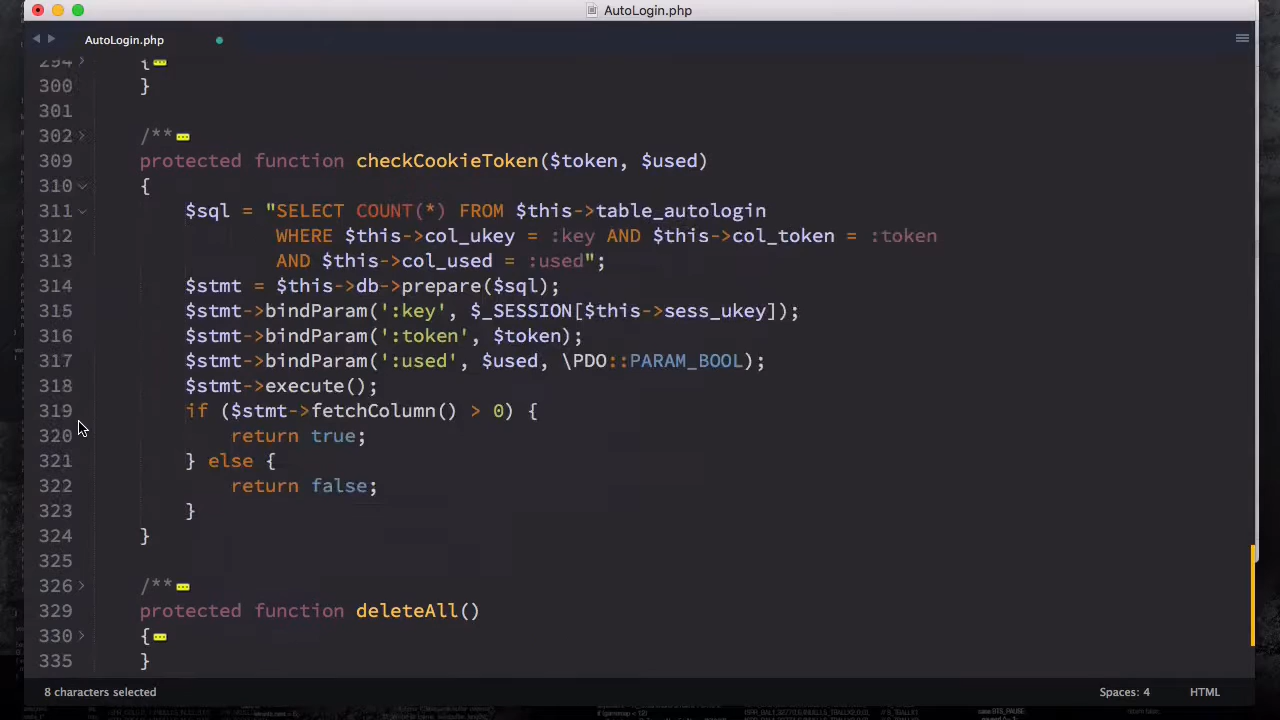 AutoLogin.php
AutoLogin.php
294 {
300 }
301
302 /**
309 protected function checkCookieToken($token, $used)
310 {
311 $sql = "SELECT COUNT(*) FROM $this->table_autologin
312 WHERE $this->col_ukey = :key AND $this->col_token = :token
313 AND $this->col_used = :used";
314 $stmt = $this->db->prepare($sql);
315 $stmt->bindParam(':key', $_SESSION[$this->sess_ukey]);
316 $stmt->bindParam(':token', $token);
317 $stmt->bindParam(':used', $used, \PDO::PARAM_BOOL);
318 $stmt->execute();
319 if ($stmt->fetchColumn() > 0) {
320 return true;
321 } else {
322 return false;
323 }
324 }
325
326 /**
329 protected function deleteAll()
330 {
335 }
8 characters selected Spaces: 4 HTML